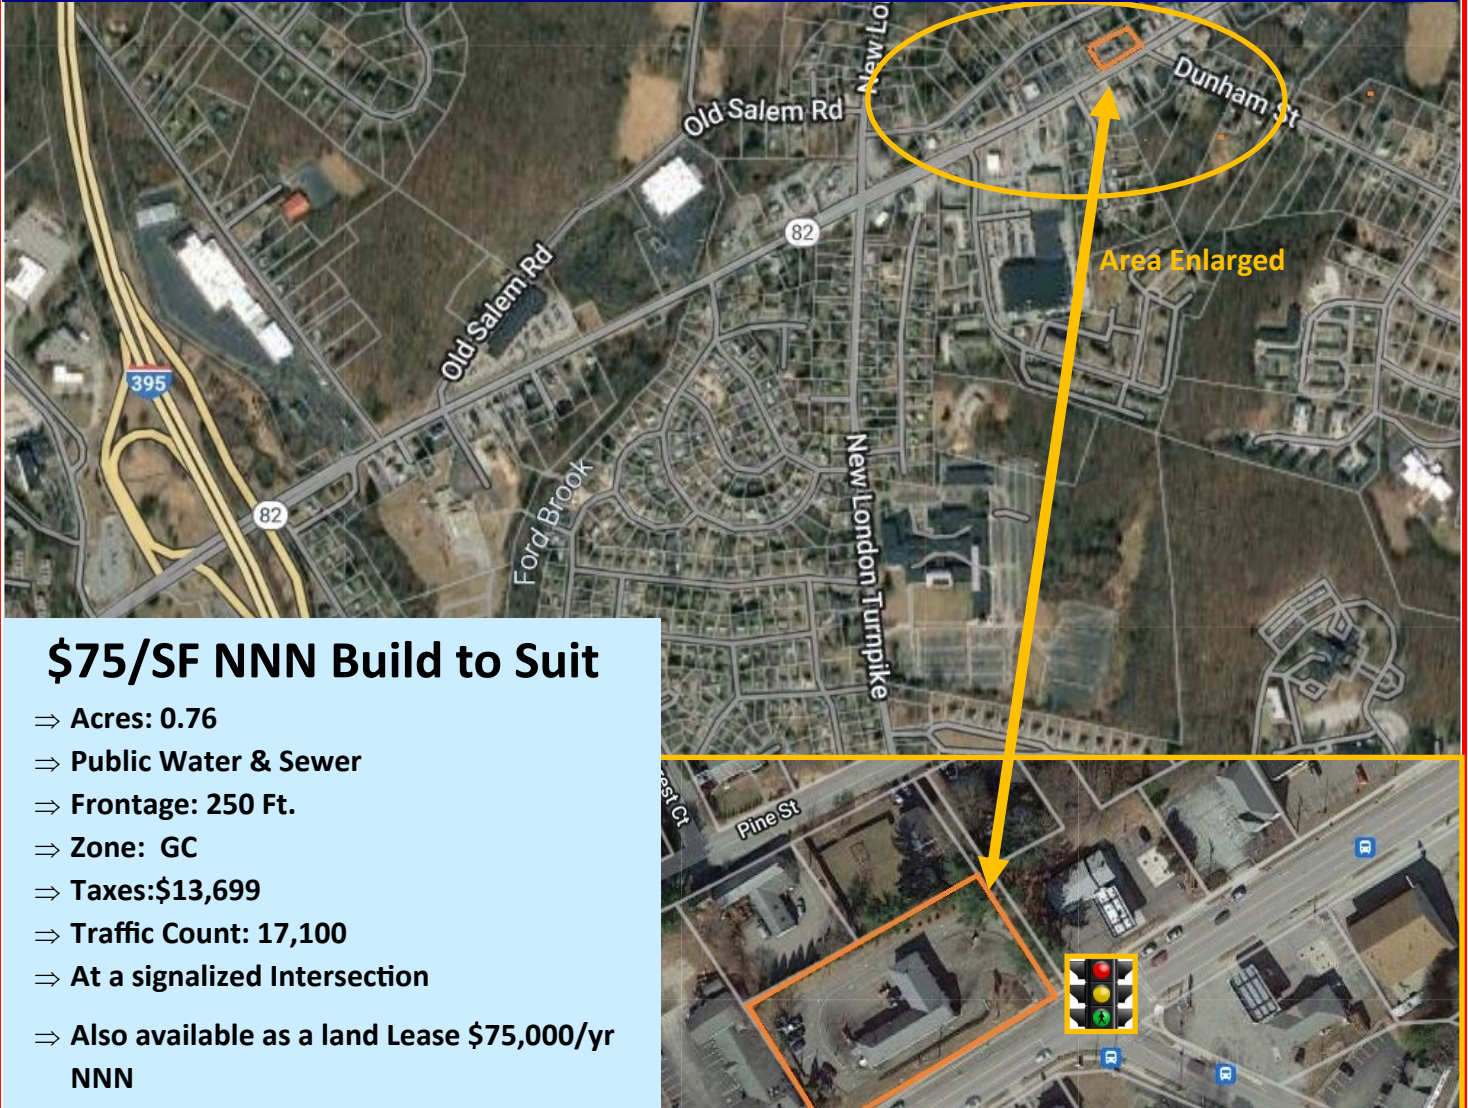 New Lo
Dunham St
Old Salem Rd
82
Area Enlarged
Old Salem Rd
395
82
Ford Brook
New London Turnpike
$75/SF NNN Build to Suit
⇒ Acres: 0.76
⇒ Public Water & Sewer
⇒ Frontage: 250 Ft.
⇒ Zone:  GC
⇒ Taxes:$13,699
⇒ Traffic Count: 17,100
⇒ At a signalized Intersection
⇒ Also available as a land Lease $75,000/yr
NNN
rest Ct
Pine St